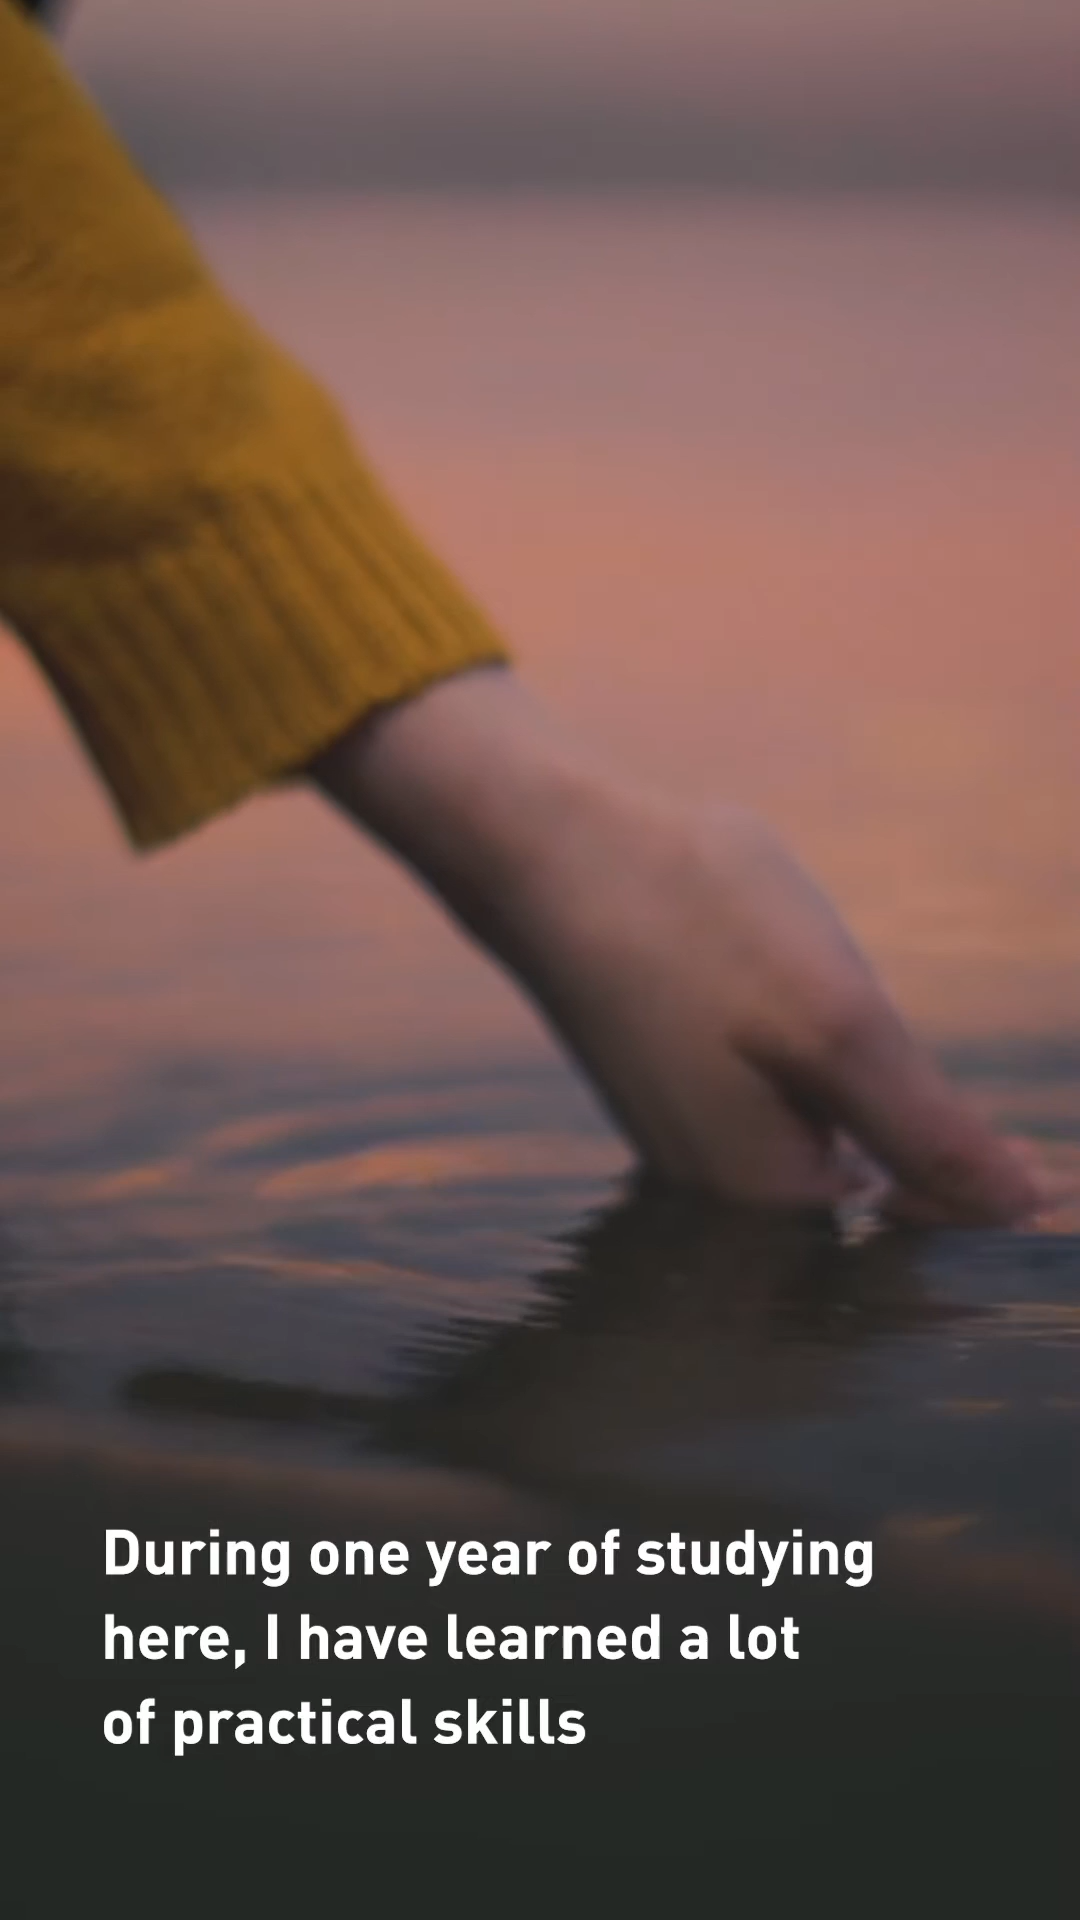 During one year of studying
here, I have learned a lot
of practical skills